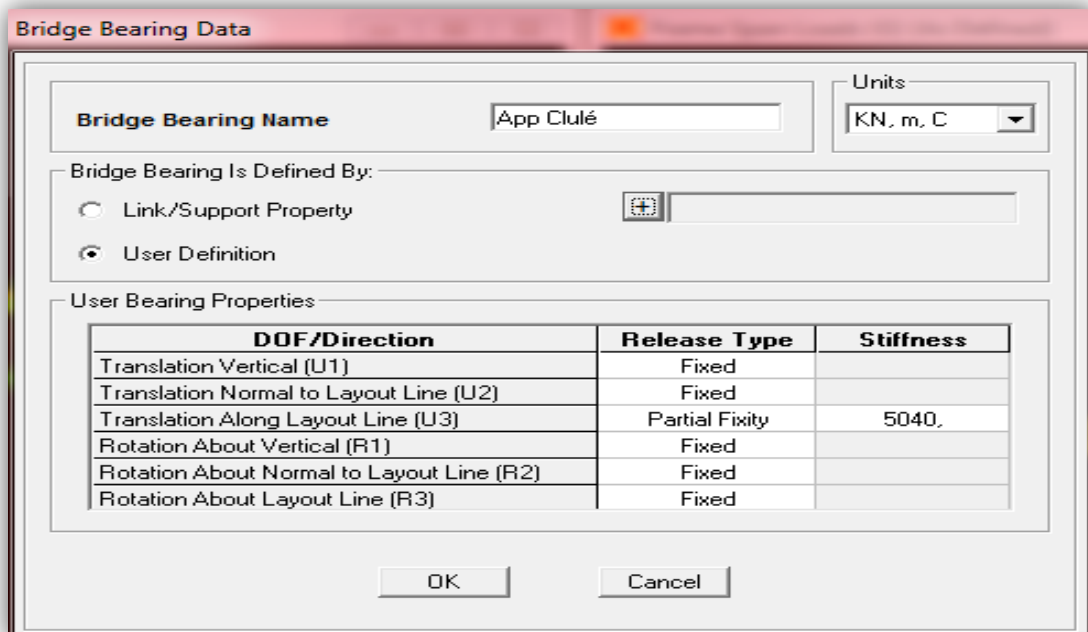 Bridge Bearing Data
Units
Bridge Bearing Name App Clulé KN, m, C
Bridge Bearing Is Defined By:
Link/Support Property +
User Definition
User Bearing Properties
DOF/Direction Release Type Stiffness
Translation Vertical (U1) Fixed
Translation Normal to Layout Line (U2) Fixed
Translation Along Layout Line (U3) Partial Fixity 5040,
Rotation About Vertical (R1) Fixed
Rotation About Normal to Layout Line (R2) Fixed
Rotation About Layout Line (R3) Fixed
OK Cancel